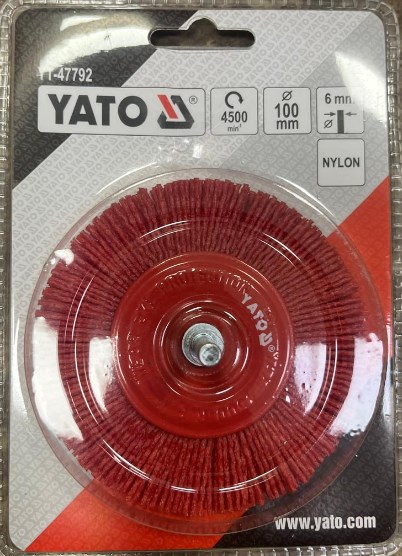 YT-47792
YATO ®
4500
min⁻¹
Ø
100
mm
6 mm
Ø
NYLON
YATO®
www.yato.com